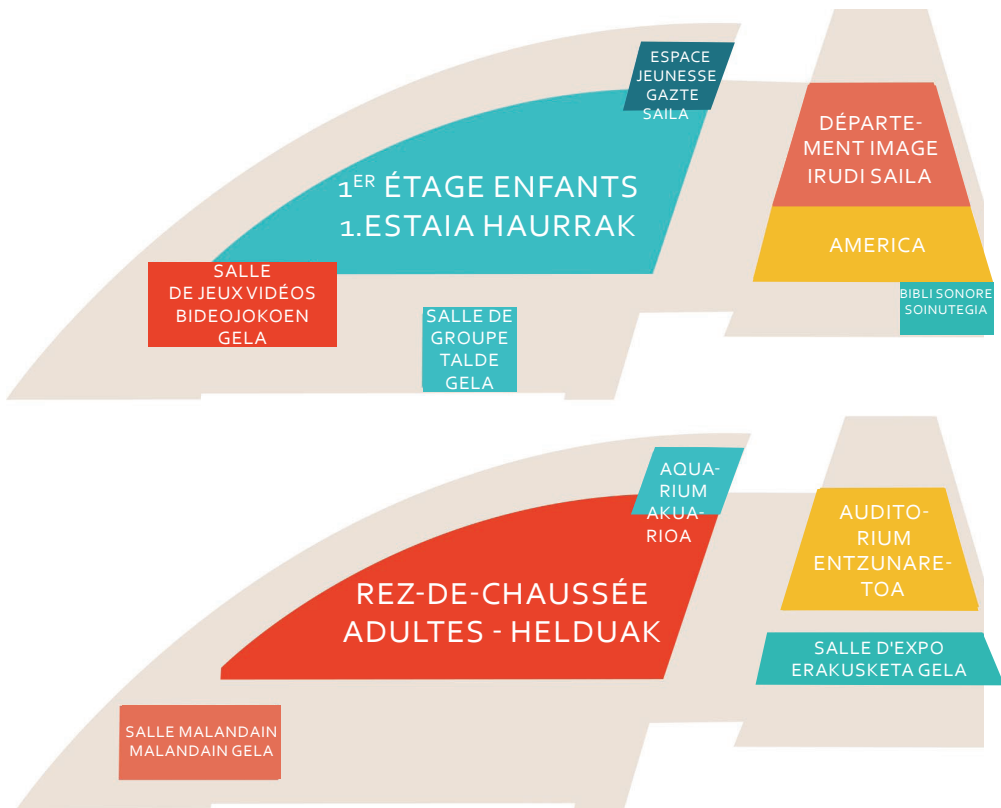 ESPACE
JEUNESSE
GAZTE
SAILA
1ER ÉTAGE ENFANTS
1.ESTAIA HAURRAK
DÉPARTE-
MENT IMAGE
IRUDI SAILA
AMERICA
SALLE
DE JEUX VIDÉOS
BIDEOJOKOEN
GELA
SALLE DE
GROUPE
TALDE
GELA
BIBLI SONORE
SOINUTEGIA
AQUA-
RIUM
AKUA-
RIOA
REZ-DE-CHAUSSÉE
ADULTES - HELDUAK
AUDITO-
RIUM
ENTZUNARE-
TOA
SALLE D'EXPO
ERAKUSKETA GELA
SALLE MALANDAIN
MALANDAIN GELA